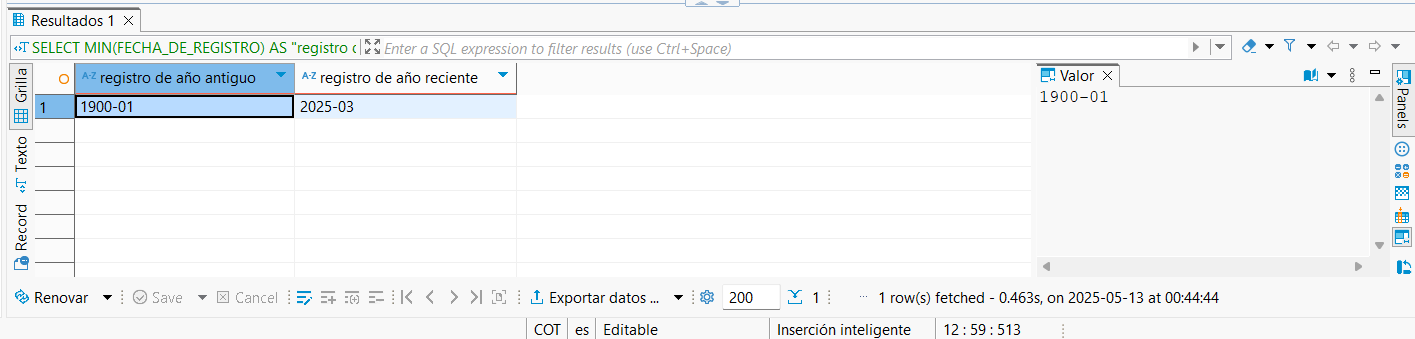 Resultados 1
SELECT MIN(FECHA_DE_REGISTRO) AS "registro d
Enter a SQL expression to filter results (use Ctrl+Space)
Grilla
Texto
Record
A-Z registro de año antiguo
A-Z registro de año reciente
1
1900-01
2025-03
Valor
1900-01
Panels
Renovar
Save
Cancel
Exportar datos ...
200
1
··· 1 row(s) fetched - 0.463s, on 2025-05-13 at 00:44:44
COT
es
Editable
Inserción inteligente
12 : 59 : 513